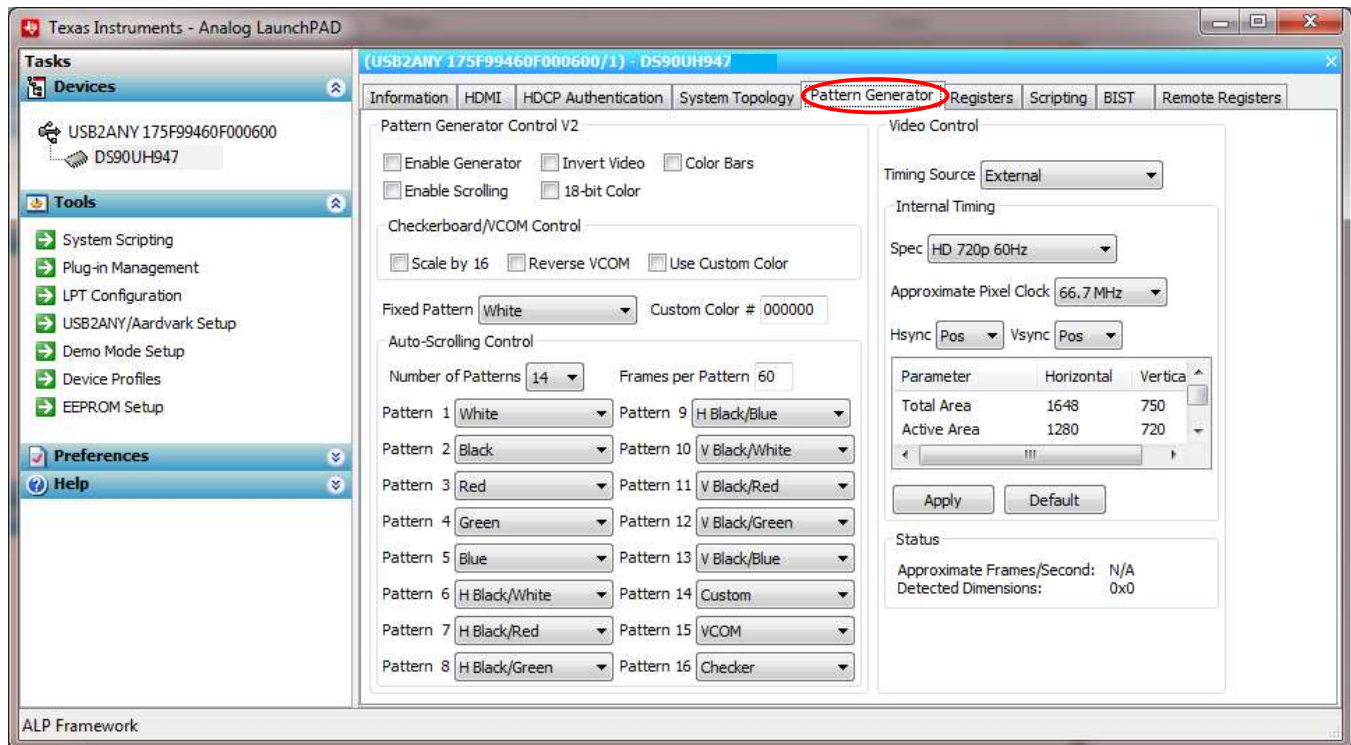 Texas Instruments - Analog LaunchPAD
Tasks
Devices
USB2ANY 175F99460F000600
DS90UH947
Tools
System Scripting
Plug-in Management
LPT Configuration
USB2ANY/Aardvark Setup
Demo Mode Setup
Device Profiles
EEPROM Setup
Preferences
Help
(USB2ANY 175F99460F000600/1) - DS90UH947
Information HDMI HDCP Authentication System Topology Pattern Generator Registers Scripting BIST Remote Registers
Pattern Generator Control V2
Enable Generator Invert Video Color Bars
Enable Scrolling 18-bit Color
Checkerboard/VCOM Control
Scale by 16 Reverse VCOM Use Custom Color
Fixed Pattern White Custom Color # 000000
Auto-Scrolling Control
Number of Patterns 14 Frames per Pattern 60
Pattern 1 White Pattern 9 H Black/Blue
Pattern 2 Black Pattern 10 V Black/White
Pattern 3 Red Pattern 11 V Black/Red
Pattern 4 Green Pattern 12 V Black/Green
Pattern 5 Blue Pattern 13 V Black/Blue
Pattern 6 H Black/White Pattern 14 Custom
Pattern 7 H Black/Red Pattern 15 VCOM
Pattern 8 H Black/Green Pattern 16 Checker
Video Control
Timing Source External
Internal Timing
Spec HD 720p 60Hz
Approximate Pixel Clock 66.7 MHz
Hsync Pos Vsync Pos
Parameter Horizontal Vertica
Total Area 1648 750
Active Area 1280 720
Apply Default
Status
Approximate Frames/Second: N/A
Detected Dimensions: 0x0
ALP Framework